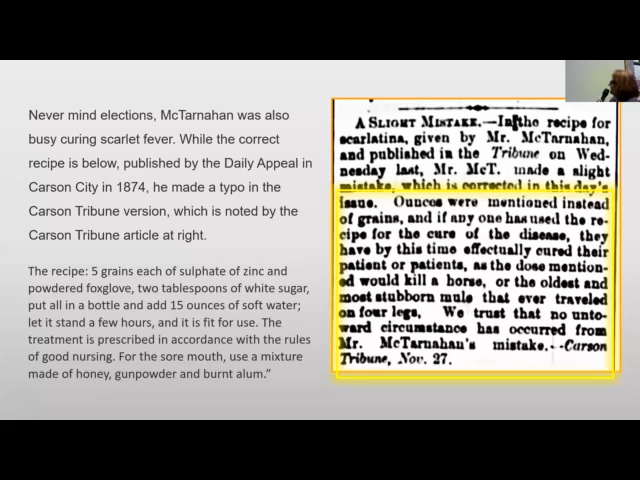 Never mind elections, McTarnahan was also
busy curing scarlet fever. While the correct
recipe is below, published by the Daily Appeal in
Carson City in 1874, he made a typo in the
Carson Tribune version, which is noted by the
Carson Tribune article at right.
The recipe: 5 grains each of sulphate of zinc and
powdered foxglove, two tablespoons of white sugar,
put all in a bottle and add 15 ounces of soft water;
let it stand a few hours, and it is fit for use. The
treatment is prescribed in accordance with the rules
of good nursing. For the sore mouth, use a mixture
made of honey, gunpowder and burnt alum.”
A SLIGHT MISTAKE.—In the recipe for
scarlatina, given by Mr. McTarnahan,
and published in the Tribune on Wed-
nesday last, Mr. McT. made a slight
mistake, which is corrected in this day's
issue. Ounces were mentioned instead
of grains, and if any one has used the re-
cipe for the cure of the disease, they
have by this time effectually cured their
patient or patients, as the dose mention-
ed would kill a horse, or the oldest and
most stubborn mule that ever traveled
on four legs. We trust that no unto-
ward circumstance has occurred from
Mr. McTarnahan's mistake.--Carson
Tribune, Nov. 27.